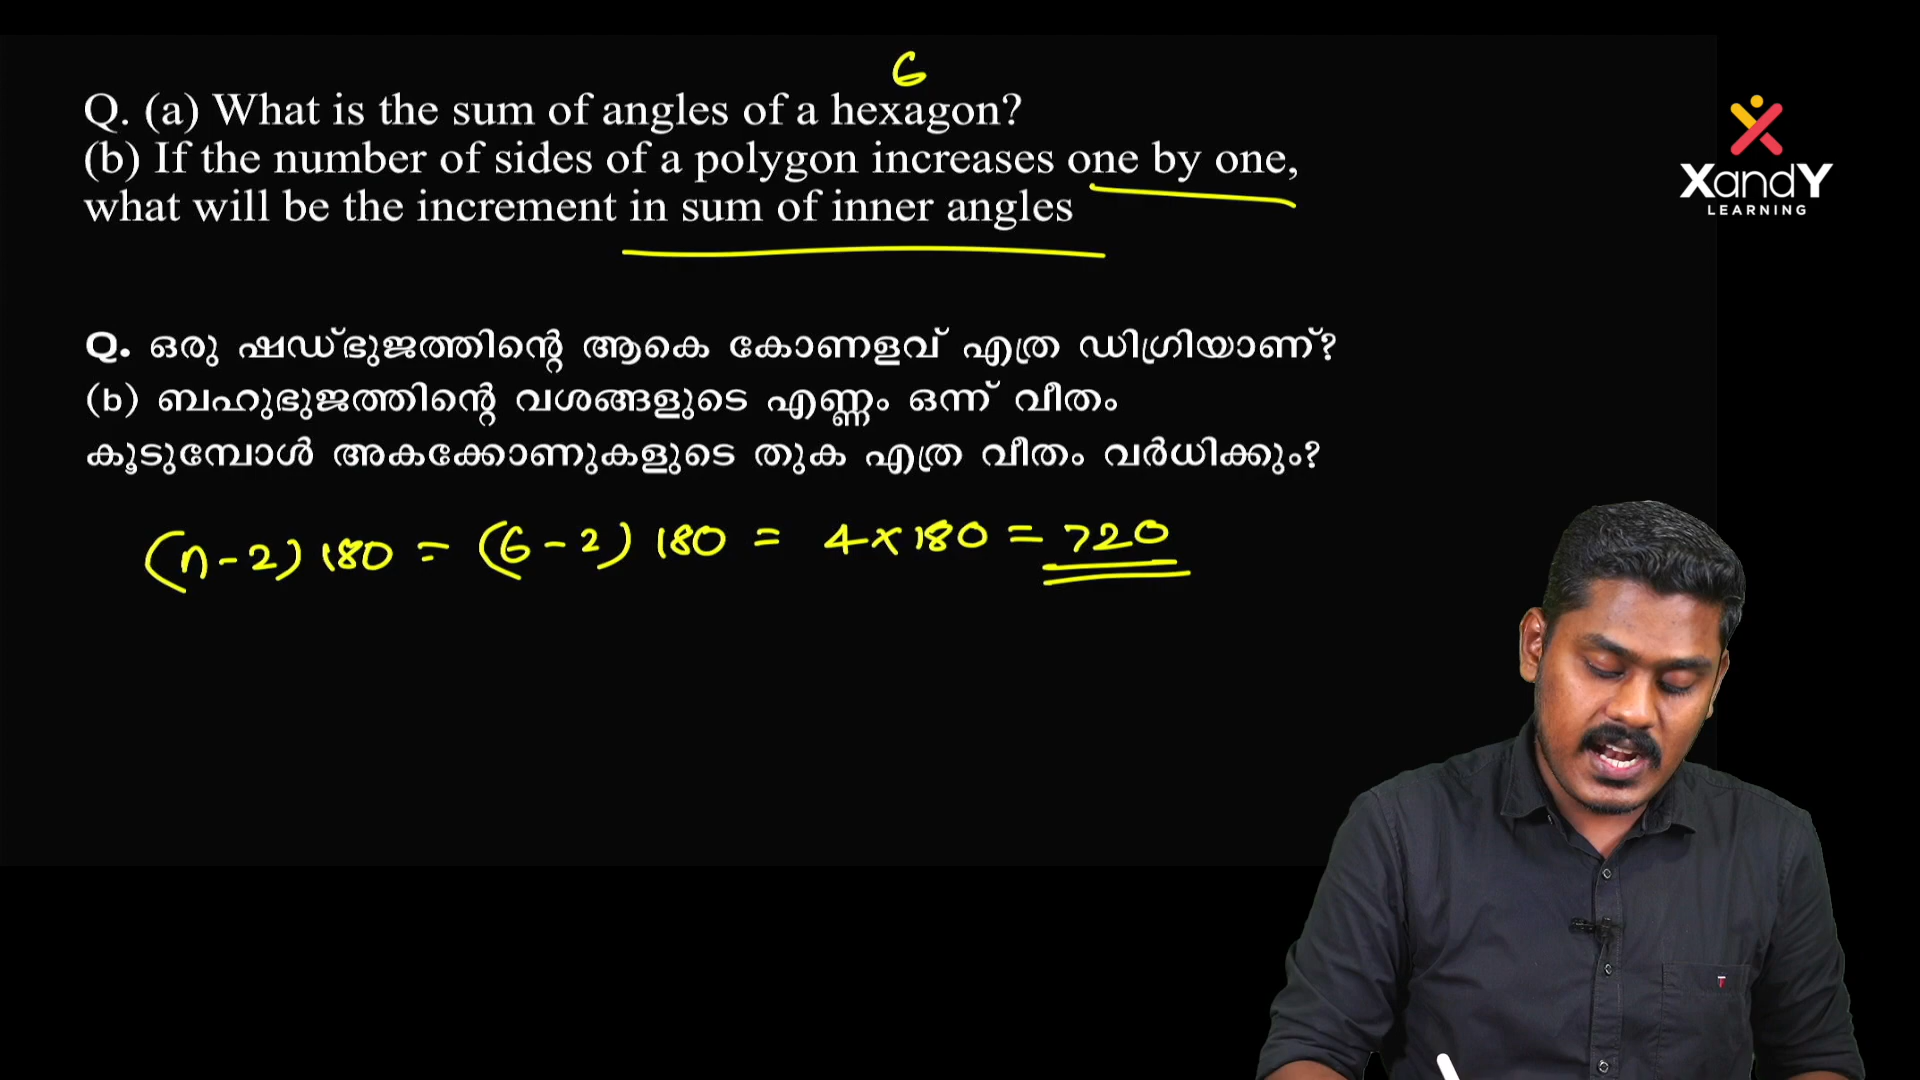 6
Q. (a) What is the sum of angles of a hexagon?
(b) If the number of sides of a polygon increases one by one,
what will be the increment in sum of inner angles
XandY
LEARNING
Q. ഒരു ഷഡ്ഭുജത്തിന്റെ ആകെ കോണളവ് എത്ര ഡിഗ്രിയാണ്?
(b) ബഹുഭുജത്തിന്റെ വശങ്ങളുടെ എണ്ണം ഒന്ന് വീതം
കൂടുമ്പോൾ അകക്കോണുകളുടെ തുക എത്ര വീതം വർധിക്കും?
(n-2) 180 = (6-2) 180 = 4×180 = 720